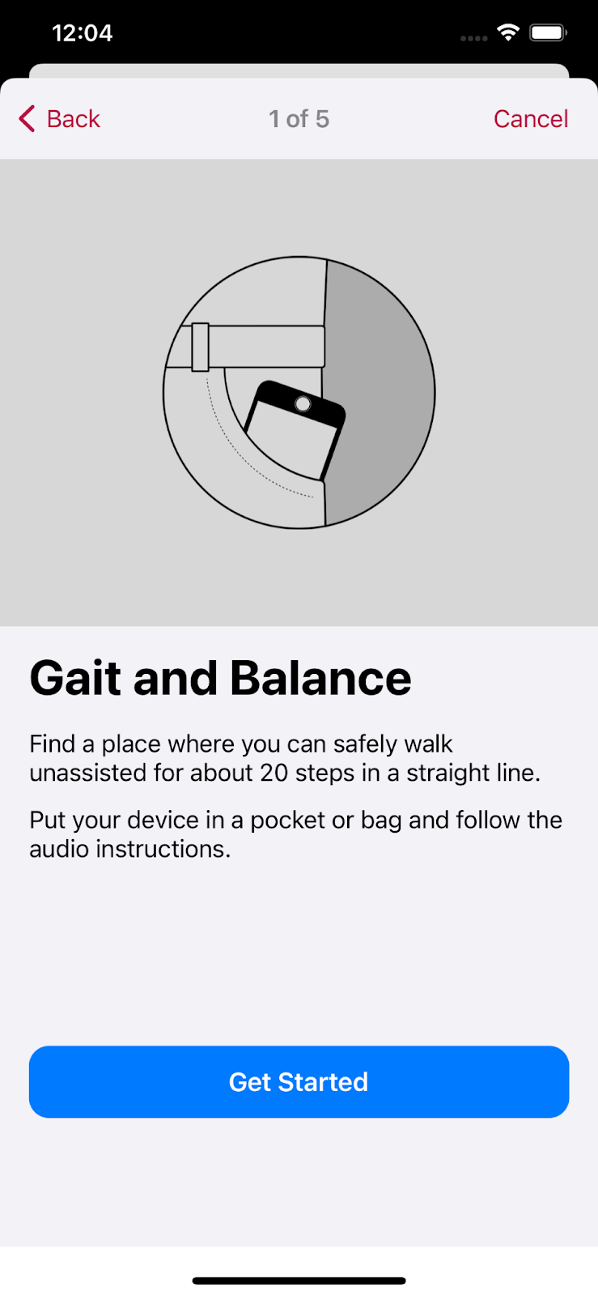 12:04
Back
1 of 5
Cancel
Gait and Balance
Find a place where you can safely walk
unassisted for about 20 steps in a straight line.
Put your device in a pocket or bag and follow the
audio instructions.
Get Started